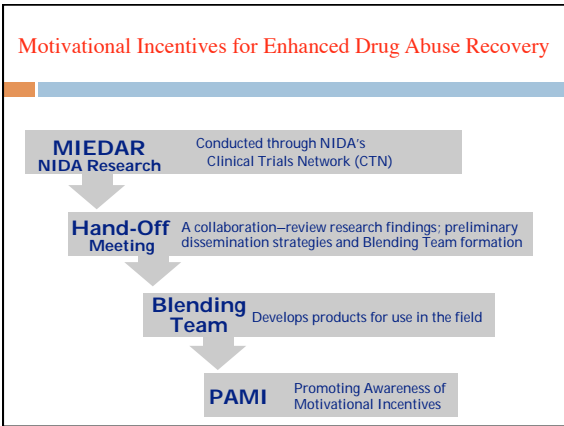 Motivational Incentives for Enhanced Drug Abuse Recovery
MIEDAR
NIDA Research
Conducted through NIDA's
Clinical Trials Network (CTN)
Hand-Off
Meeting
A collaboration—review research findings; preliminary
dissemination strategies and Blending Team formation
Blending
Team
Develops products for use in the field
PAMI
Promoting Awareness of
Motivational Incentives